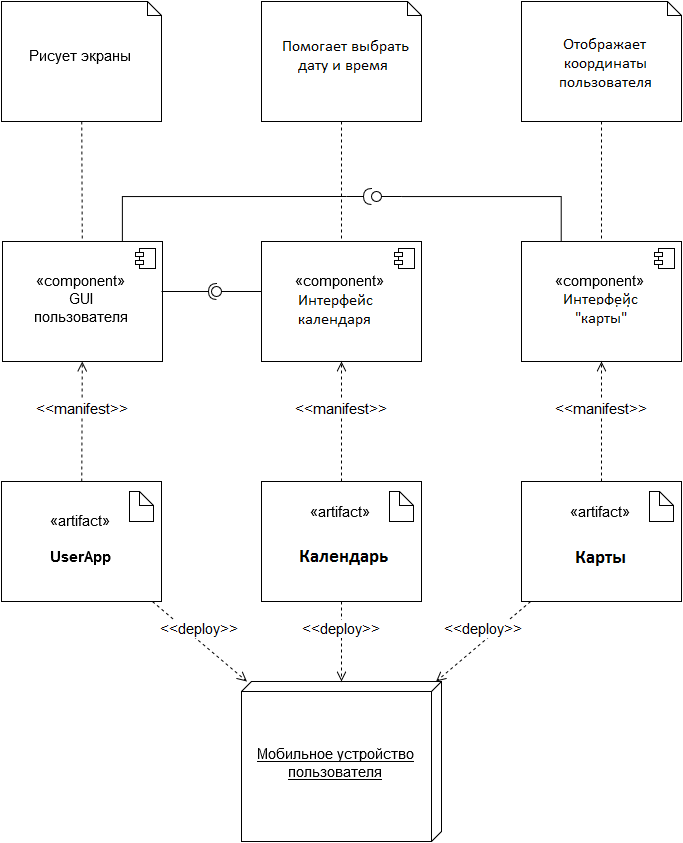 Рисует экраны
Помогает выбрать
дату и время
Отображает
координаты
пользователя
«component»
GUI
пользователя
«component»
Интерфейс
календаря
«component»
Интерфейс
"карты"
<<manifest>>
<<manifest>>
<<manifest>>
«artifact»
UserApp
«artifact»
Календарь
«artifact»
Карты
<<deploy>>
<<deploy>>
<<deploy>>
Мобильное устройство
пользователя